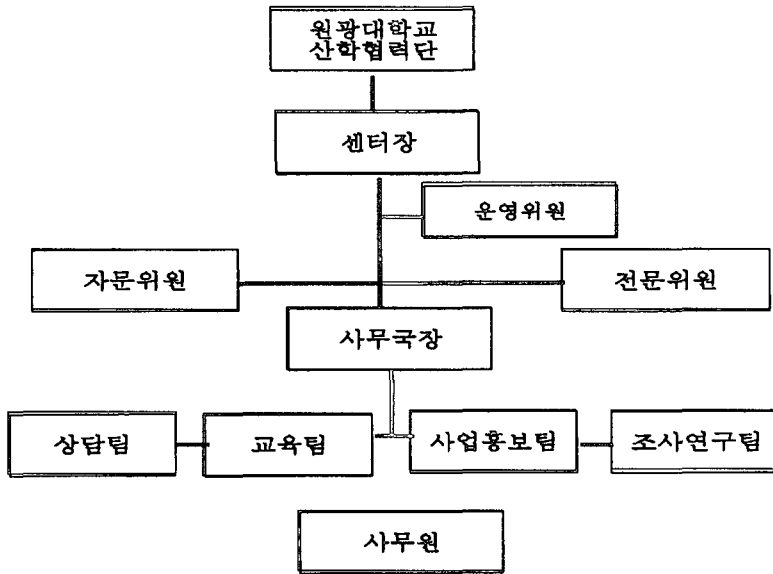 원광대학교
산학협력단
센터장
운영위원
자문위원
전문위원
사무국장
상담팀
교육팀
사업홍보팀
조사연구팀
사무원